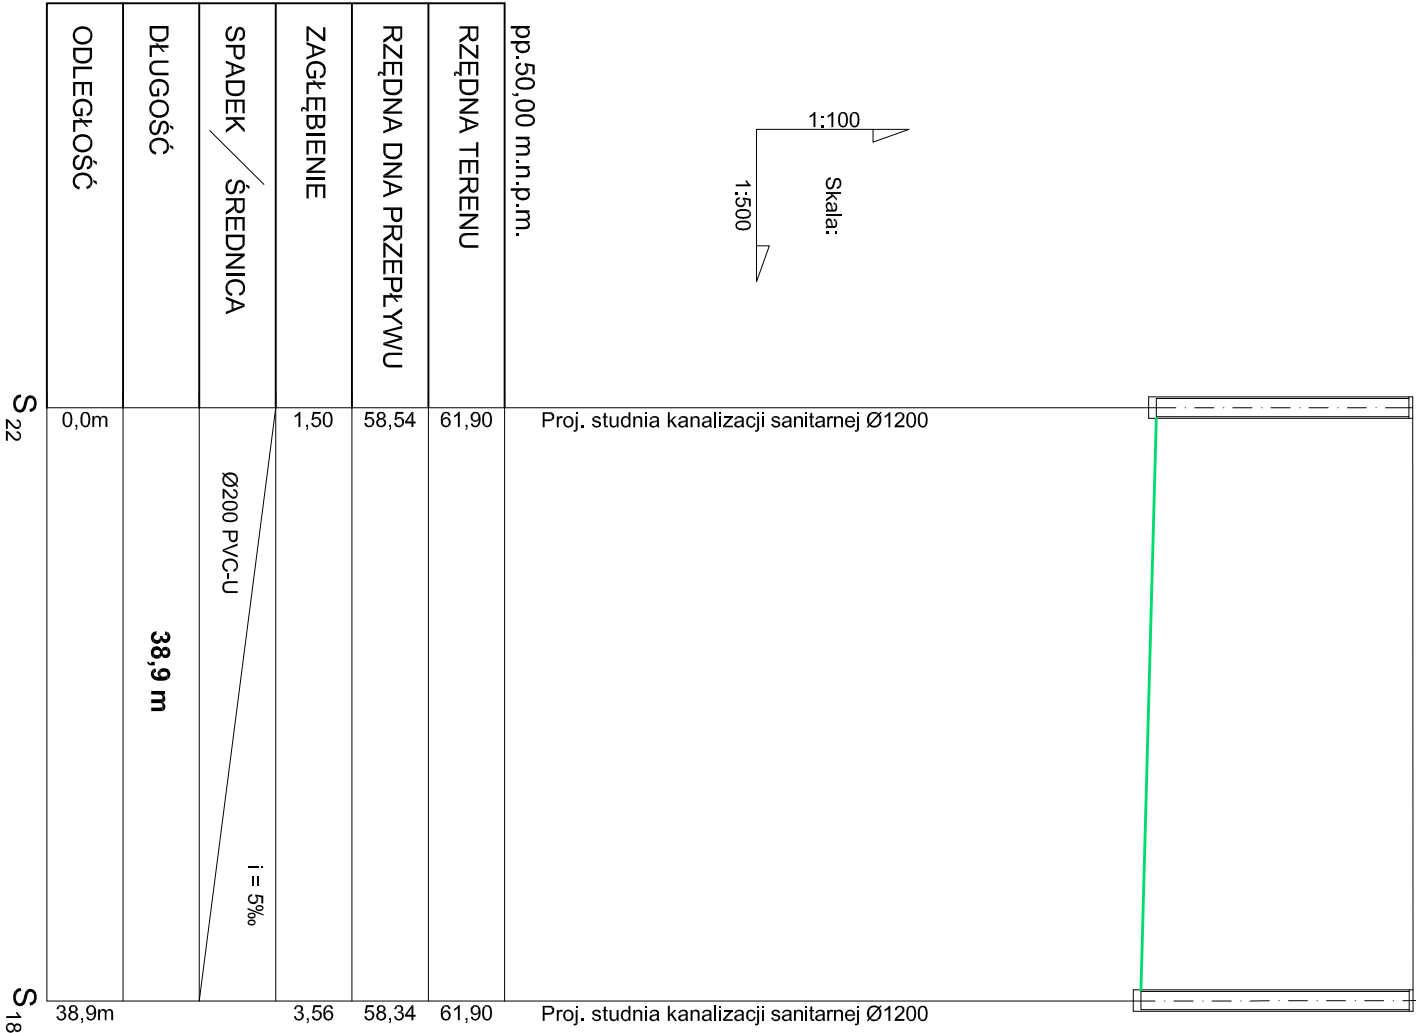 Skala:
1:100
1:500
pp.50,00 m.n.p.m.
RZĘDNA TERENU
61,90
61,90
RZĘDNA DNA PRZEPŁYWU
58,54
58,34
ZAGŁĘBIENIE
1,50
3,56
SPADEK / ŚREDNICA
Ø200 PVC-U
i = 5‰
DŁUGOŚĆ
38,9 m
ODLEGŁOŚĆ
0,0m
38,9m
Proj. studnia kanalizacji sanitarnej Ø1200
Proj. studnia kanalizacji sanitarnej Ø1200
S22
S18